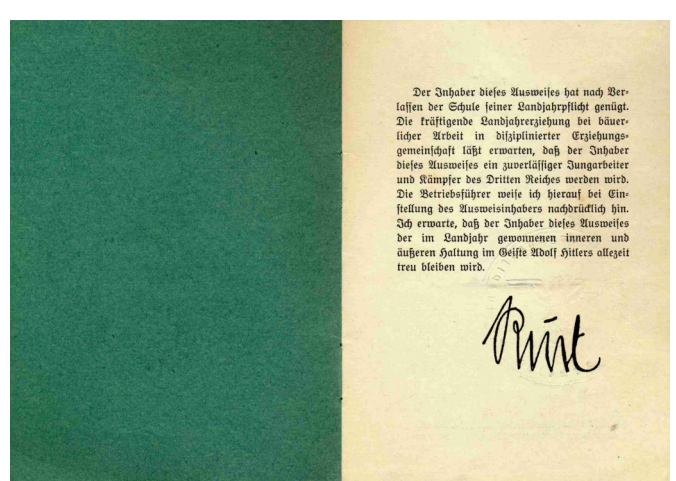 Der Inhaber dieses Ausweises hat nach Ver-
lassen der Schule seiner Landjahrpflicht genügt.
Die kräftigende Landjahrerziehung bei bäuer-
licher Arbeit in disziplinierter Erziehungs-
gemeinschaft läßt erwarten, daß der Inhaber
dieses Ausweises ein zuverlässiger Jungarbeiter
und Kämpfer des Dritten Reiches werden wird.
Die Betriebsführer weise ich hierauf bei Ein-
stellung des Ausweisinhabers nachdrücklich hin.
Ich erwarte, daß der Inhaber dieses Ausweises
der im Landjahr gewonnenen inneren und
äußeren Haltung im Geiste Adolf Hitlers allezeit
treu bleiben wird.
Rust